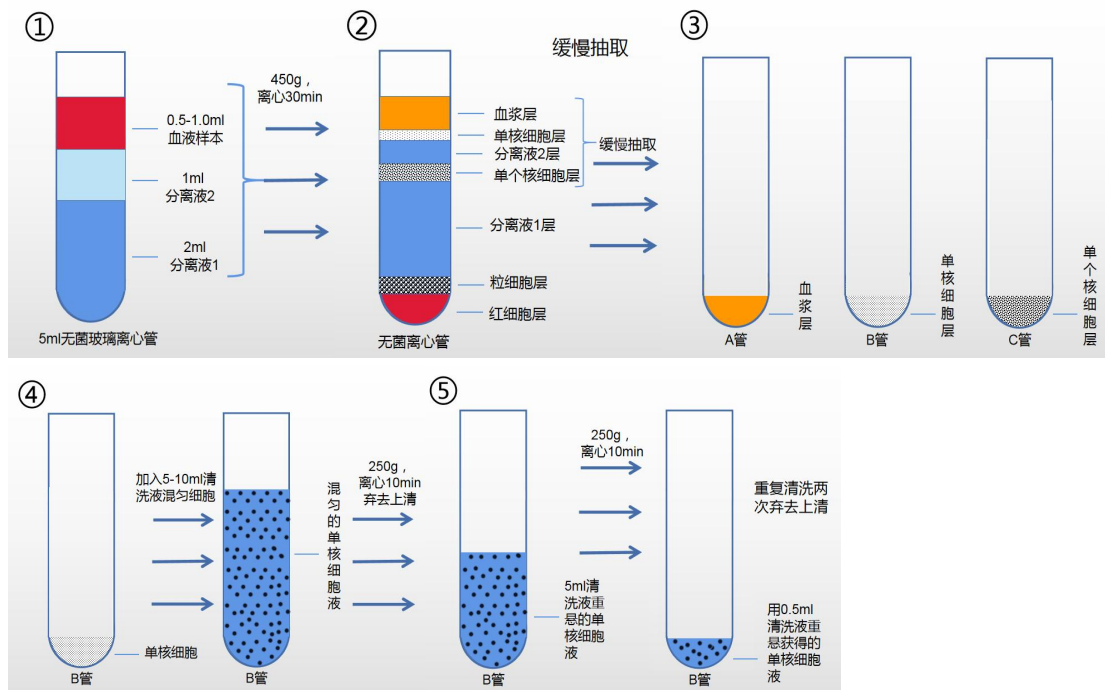 ①
0.5-1.0ml
血液样本
1ml
分离液2
2ml
分离液1
5ml无菌玻璃离心管
450g，
离心30min
②
缓慢抽取
血浆层
单核细胞层
分离液2层
单个核细胞层
分离液1层
粒细胞层
红细胞层
无菌离心管
缓慢抽取
③
血浆层
A管
单核细胞层
B管
单个核细胞层
C管
④
单核细胞
B管
加入5-10ml清
洗液混匀细胞
混匀的单核细胞液
B管
250g，
离心10min
弃去上清
⑤
5ml清
洗液重
悬的单
核细胞
液
B管
250g，
离心10min
重复清洗两
次弃去上清
用0.5ml
清洗液重
悬获得的
单核细胞
液
B管